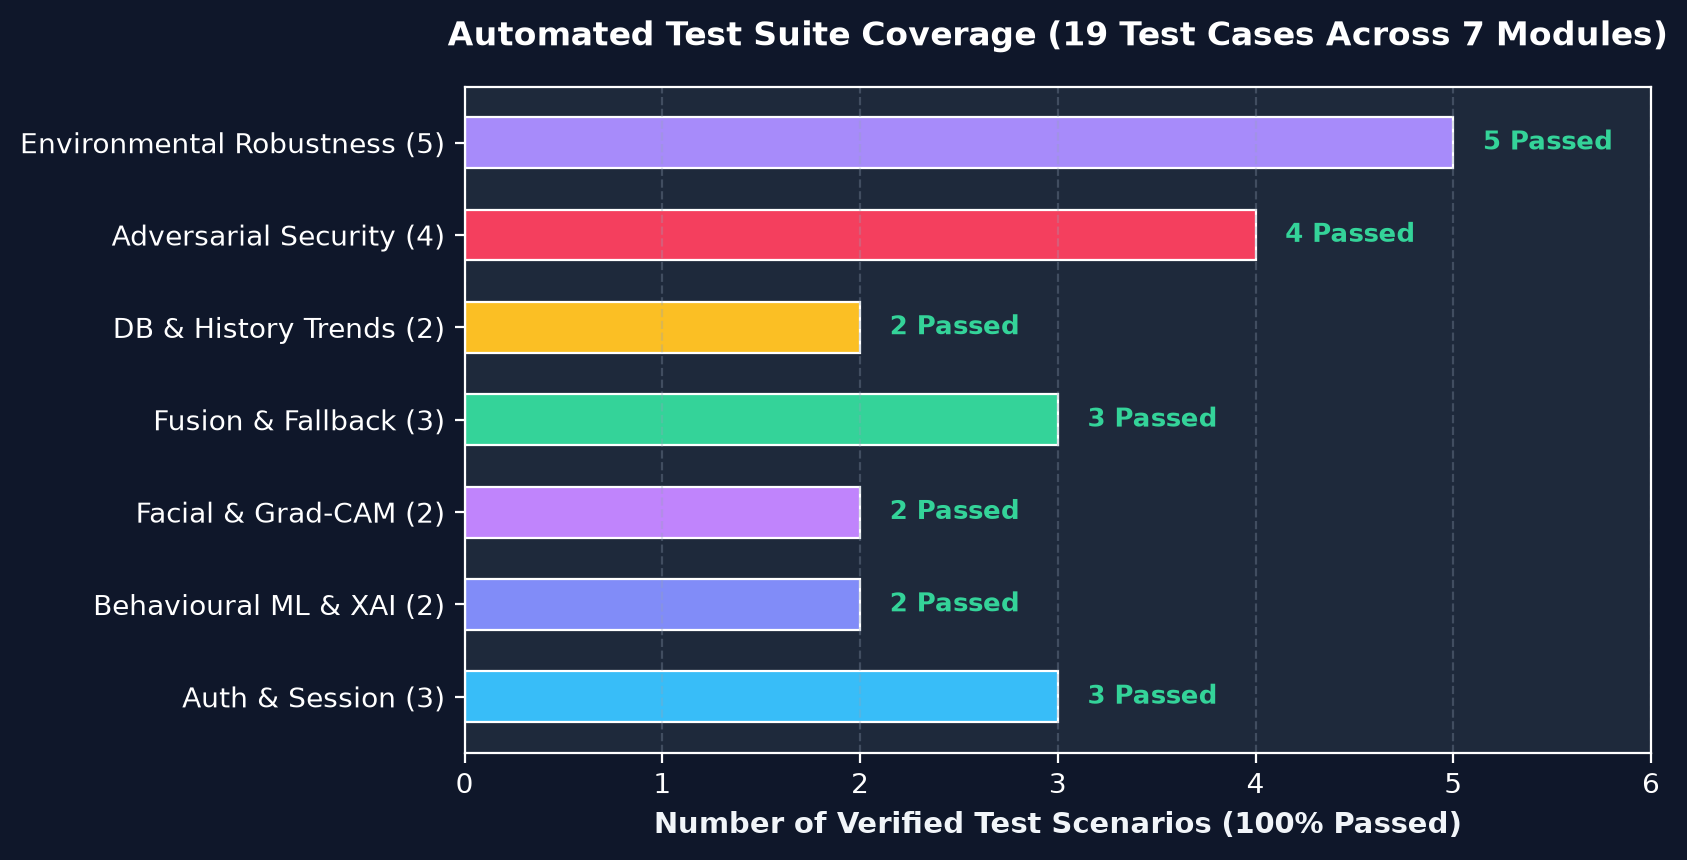 Automated Test Suite Coverage (19 Test Cases Across 7 Modules)
Environmental Robustness (5)
5 Passed
Adversarial Security (4)
4 Passed
DB & History Trends (2)
2 Passed
Fusion & Fallback (3)
3 Passed
Facial & Grad-CAM (2)
2 Passed
Behavioural ML & XAI (2)
2 Passed
Auth & Session (3)
3 Passed
0 1 2 3 4 5 6
Number of Verified Test Scenarios (100% Passed)